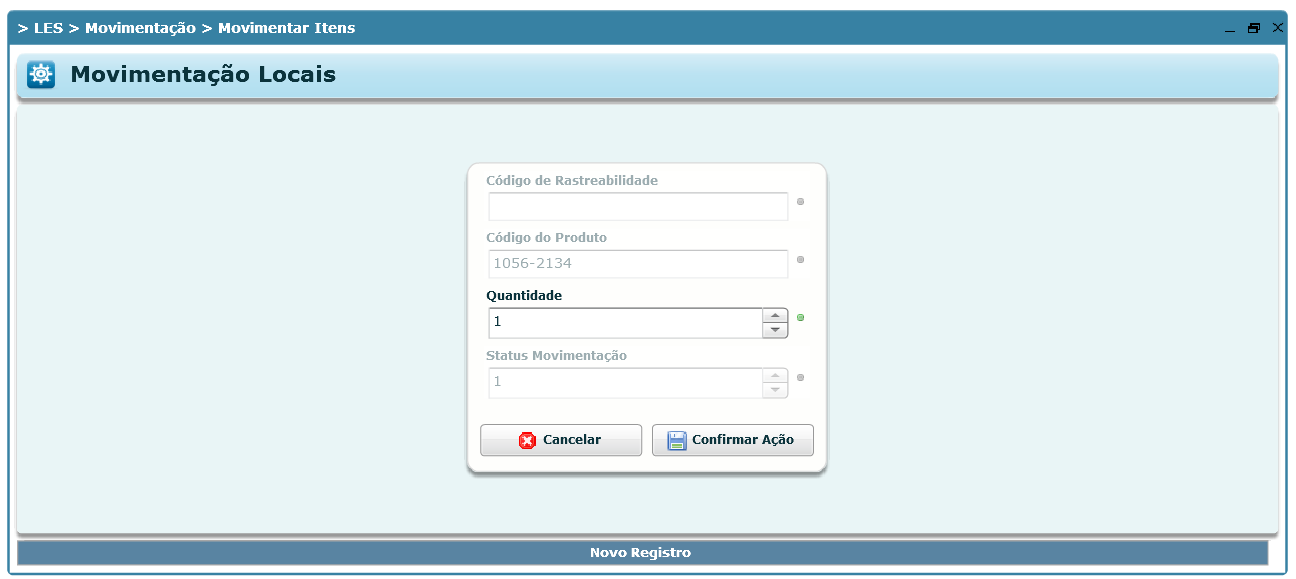 > LES > Movimentação > Movimentar Itens
Movimentação Locais
Código de Rastreabilidade
Código do Produto
1056-2134
Quantidade
1
Status Movimentação
1
Cancelar
Confirmar Ação
Novo Registro